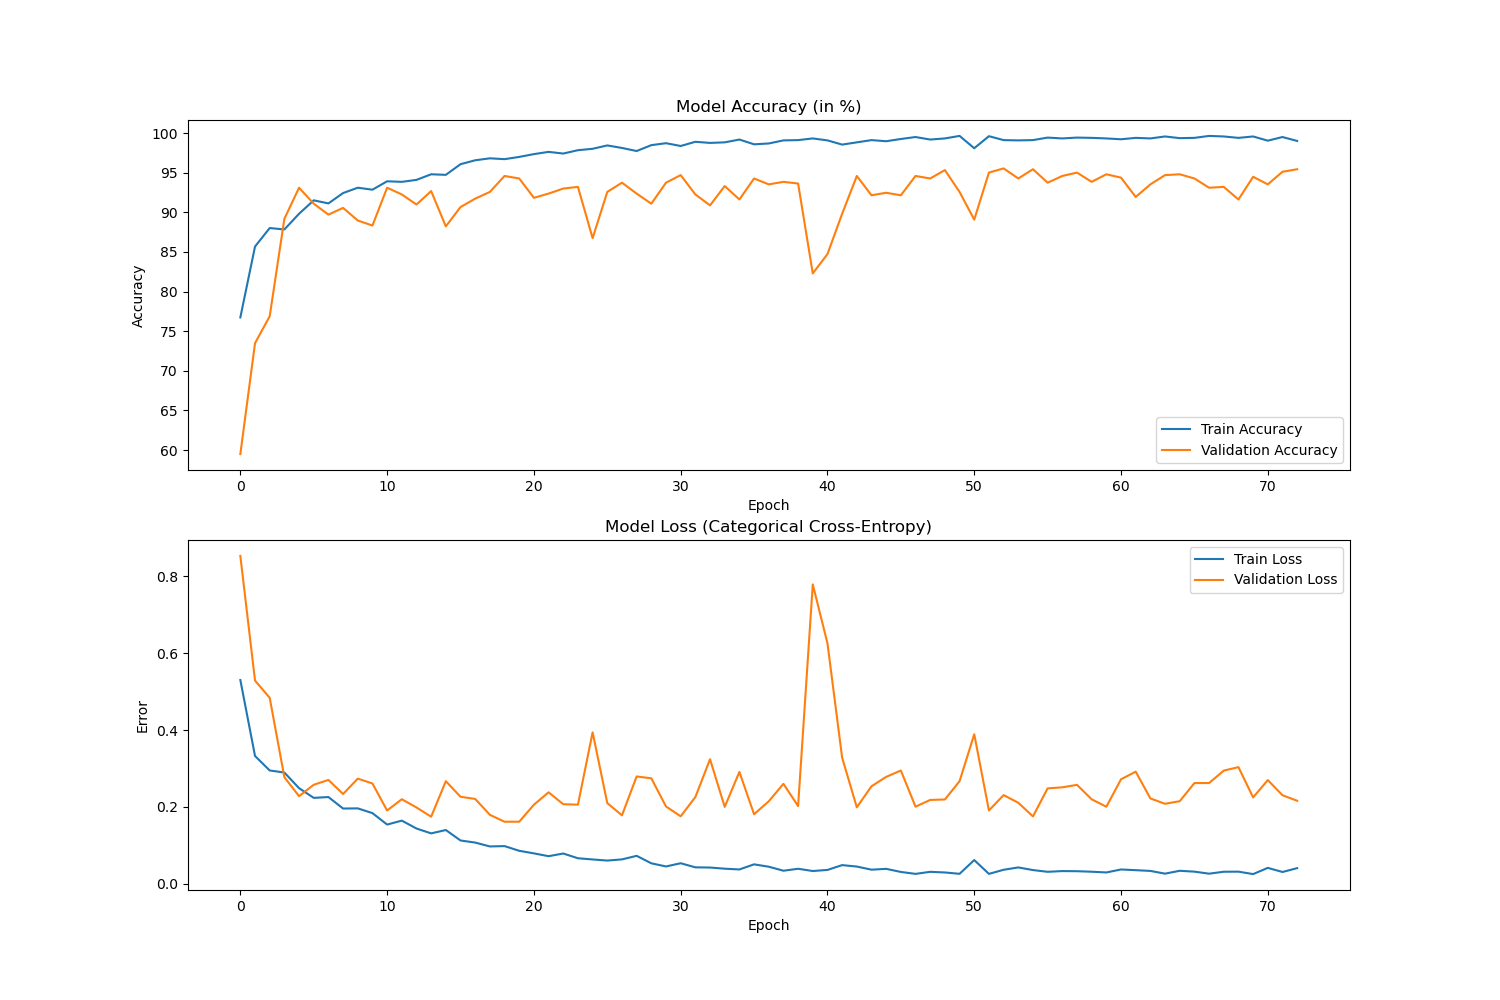 Model Accuracy (in %)
100
95
90
85
80
75
70
65
60
Accuracy
Train Accuracy
Validation Accuracy
0 10 20 30 40 50 60 70
Epoch
Model Loss (Categorical Cross-Entropy)
0.8
0.6
0.4
0.2
0.0
Error
Train Loss
Validation Loss
0 10 20 30 40 50 60 70
Epoch